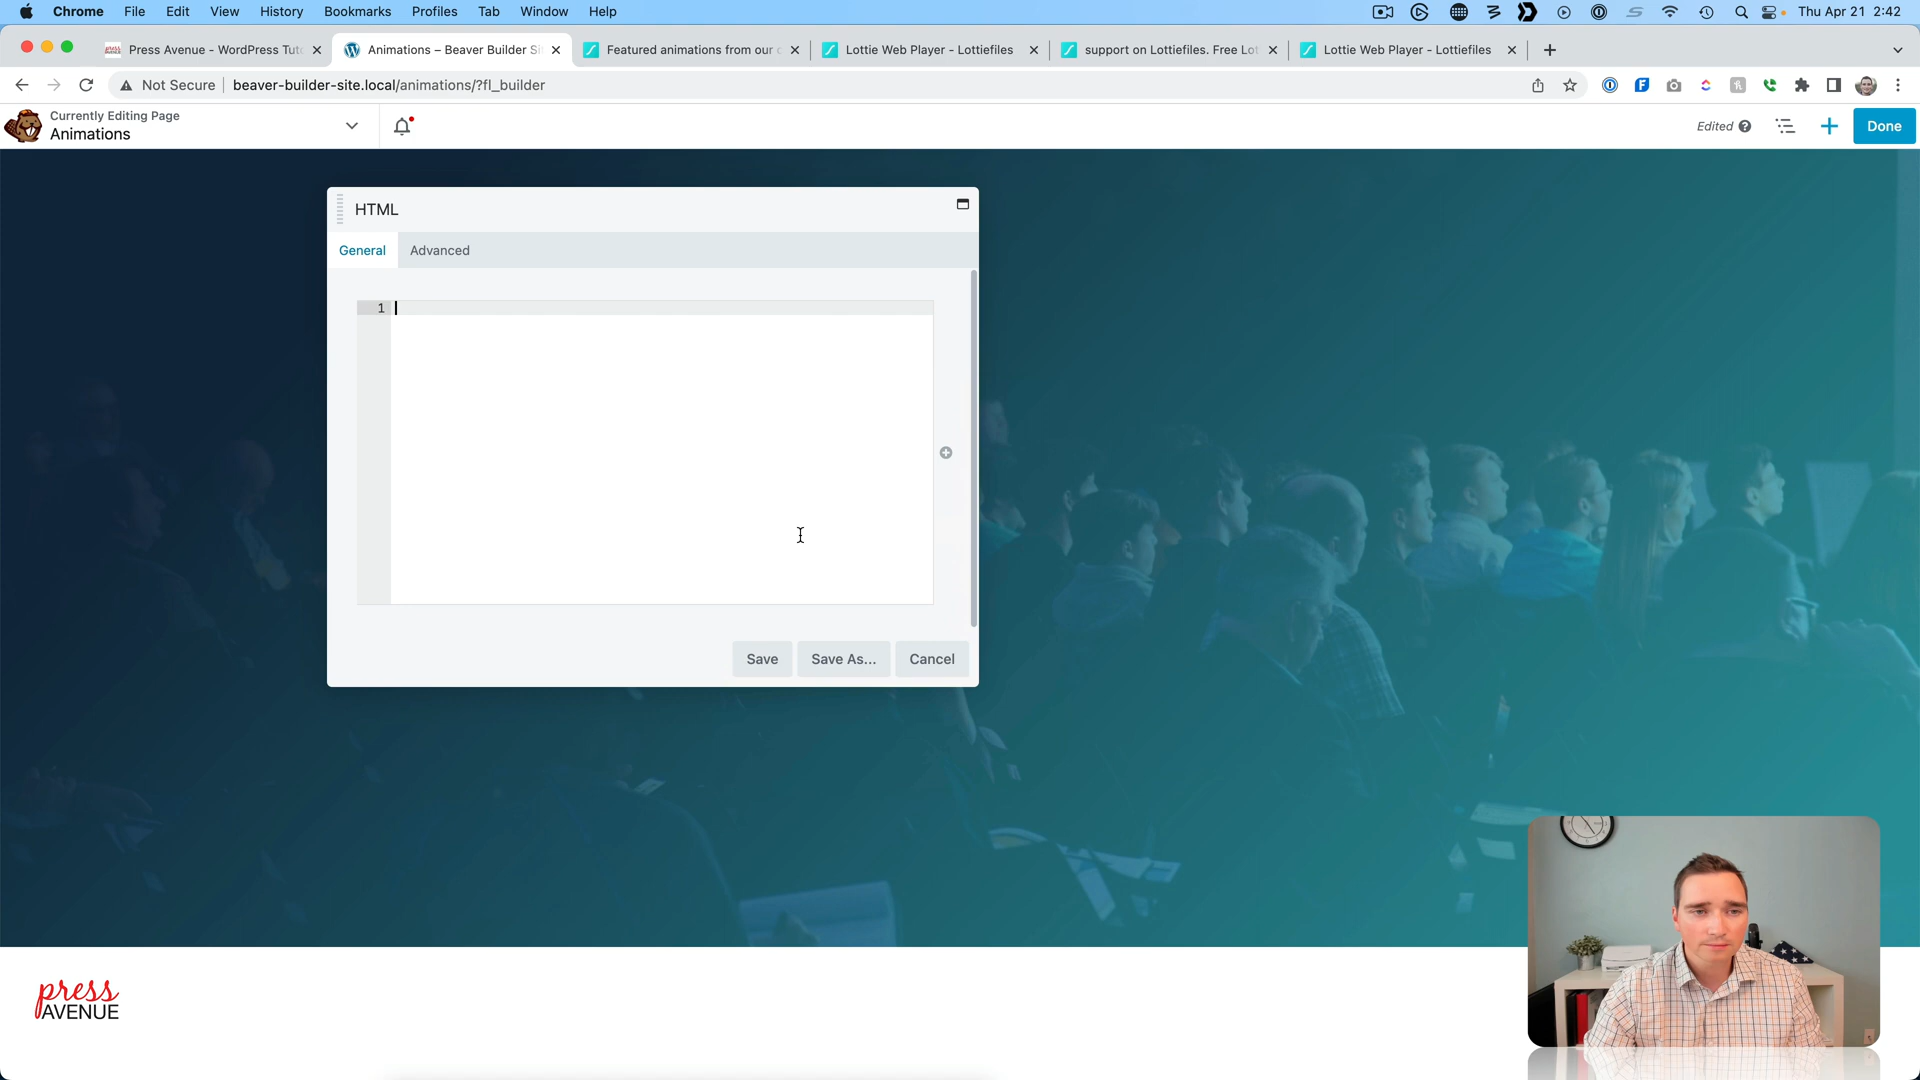 Chrome File Edit View History Bookmarks Profiles Tab Window Help Thu Apr 21 2:42
Press Avenue - WordPress Tut Animations – Beaver Builder Si Featured animations from our c Lottie Web Player - Lottiefiles support on Lottiefiles. Free Lot Lottie Web Player - Lottiefiles
Not Secure beaver-builder-site.local/animations/?fl_builder
Currently Editing Page
Animations
Edited Done
HTML
General Advanced
1
Save Save As... Cancel
press
AVENUE